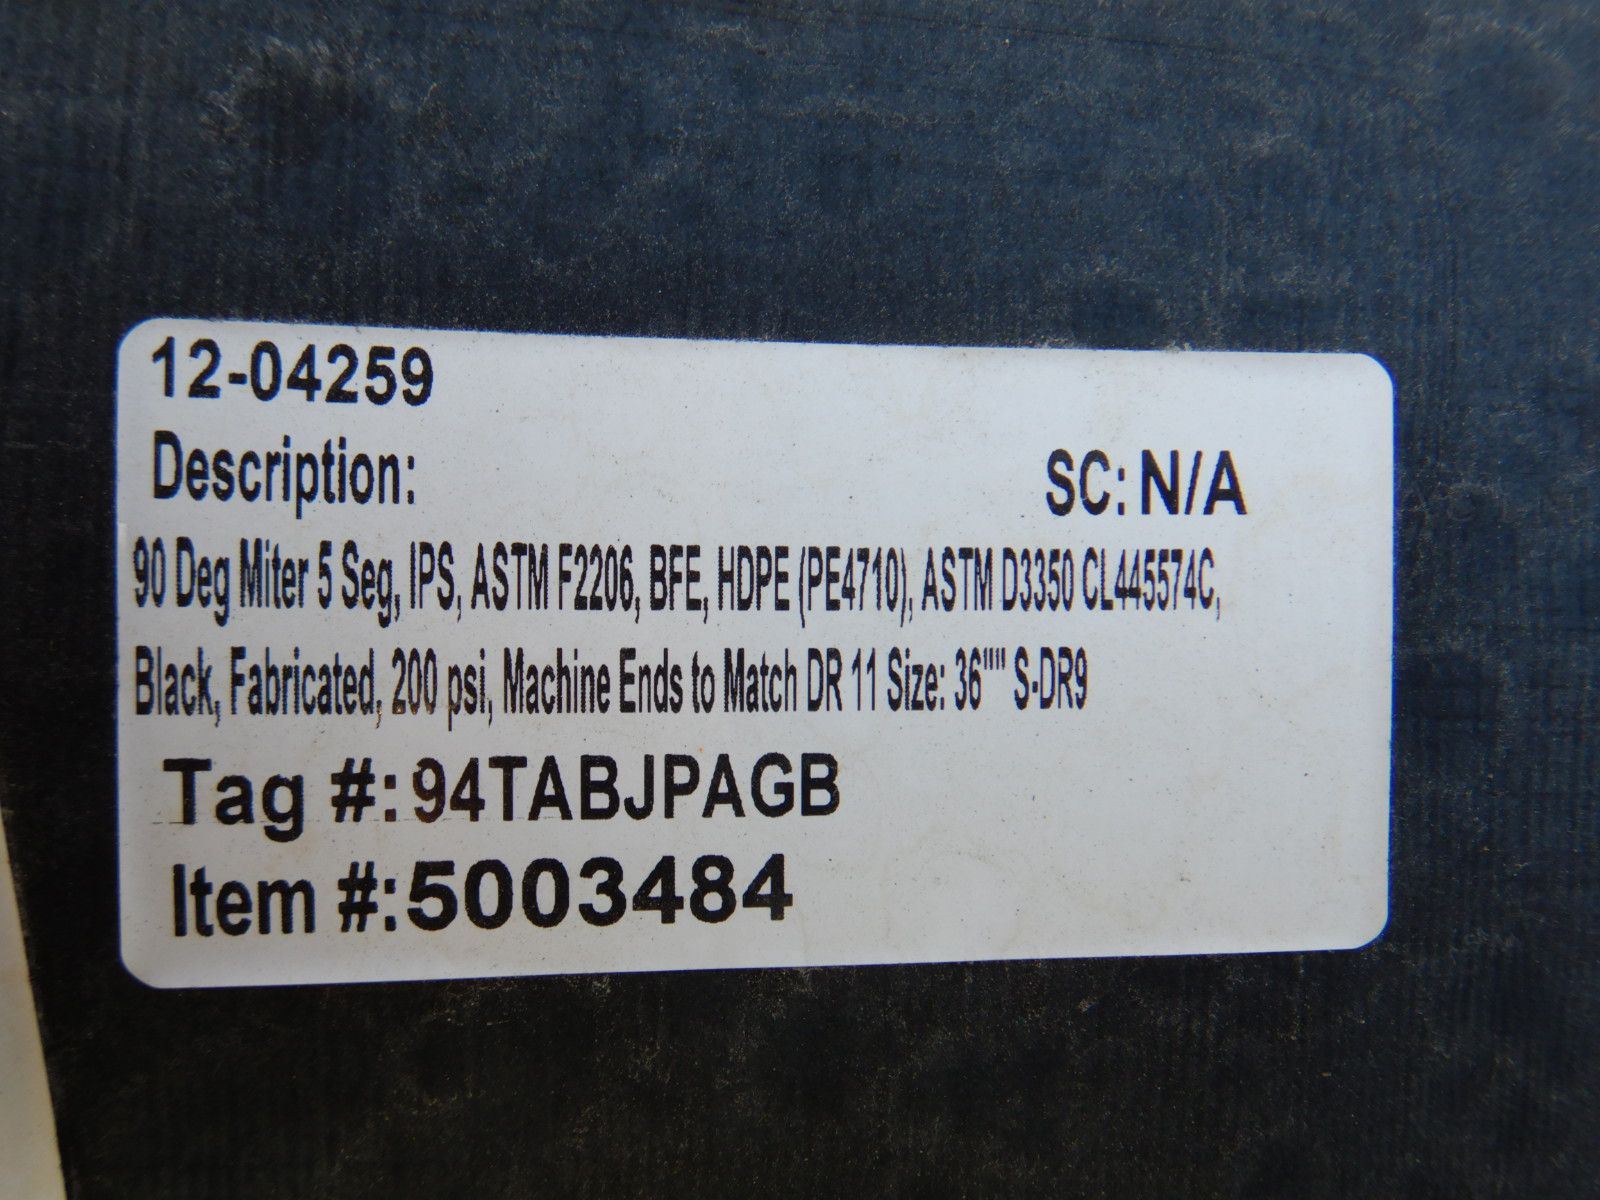 12-04259
Description: SC: N/A
90 Deg Miter 5 Seg, IPS, ASTM F2206, BFE, HDPE (PE4710), ASTM D3350 CL445574C,
Black, Fabricated, 200 psi, Machine Ends to Match DR 11 Size: 36"" S-DR9
Tag #: 94TABJPAGB
Item #: 5003484